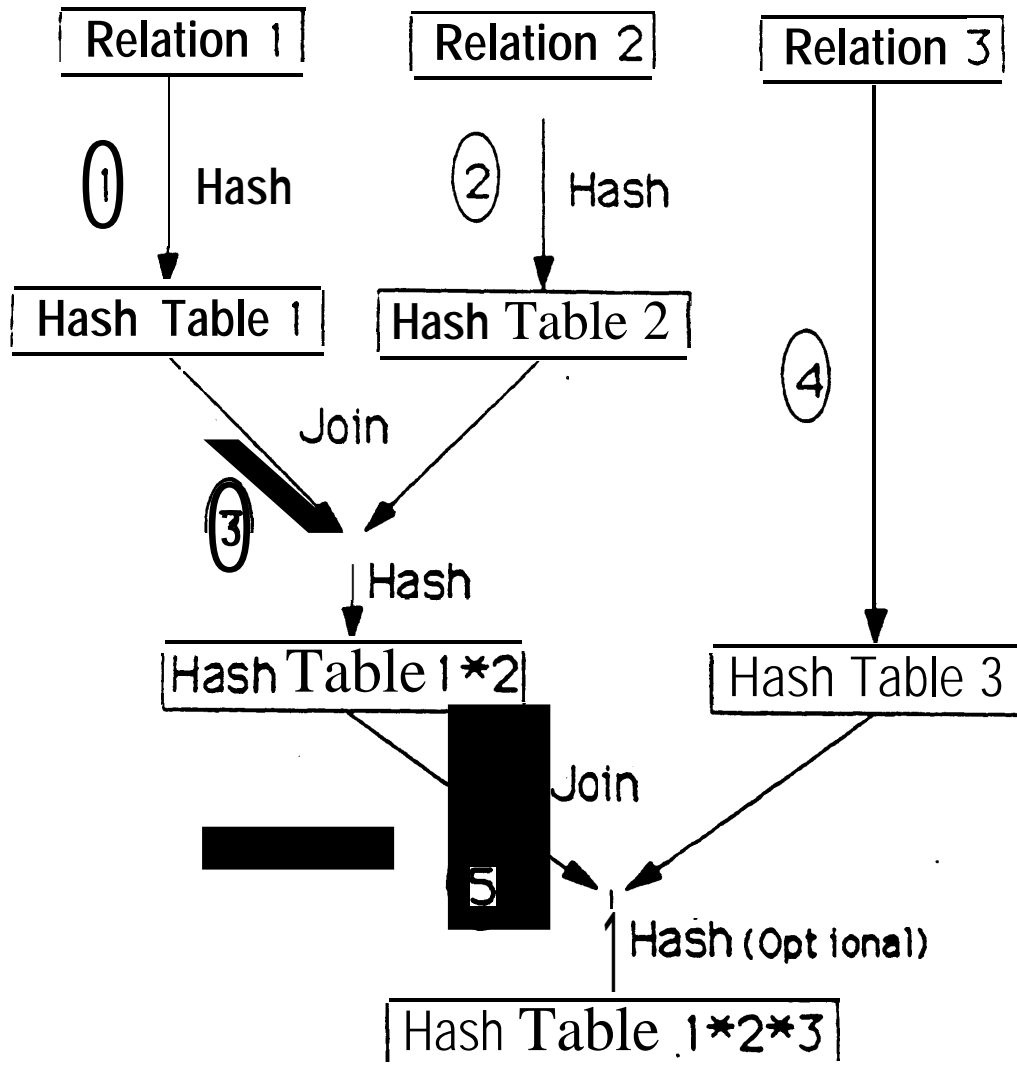 Relation 1
Relation 2
Relation 3
1
Hash
2
Hash
Hash Table 1
Hash Table 2
4
Join
3
Hash
Hash Table 1*2
Hash Table 3
Join
5
Hash (Optional)
Hash Table 1*2*3